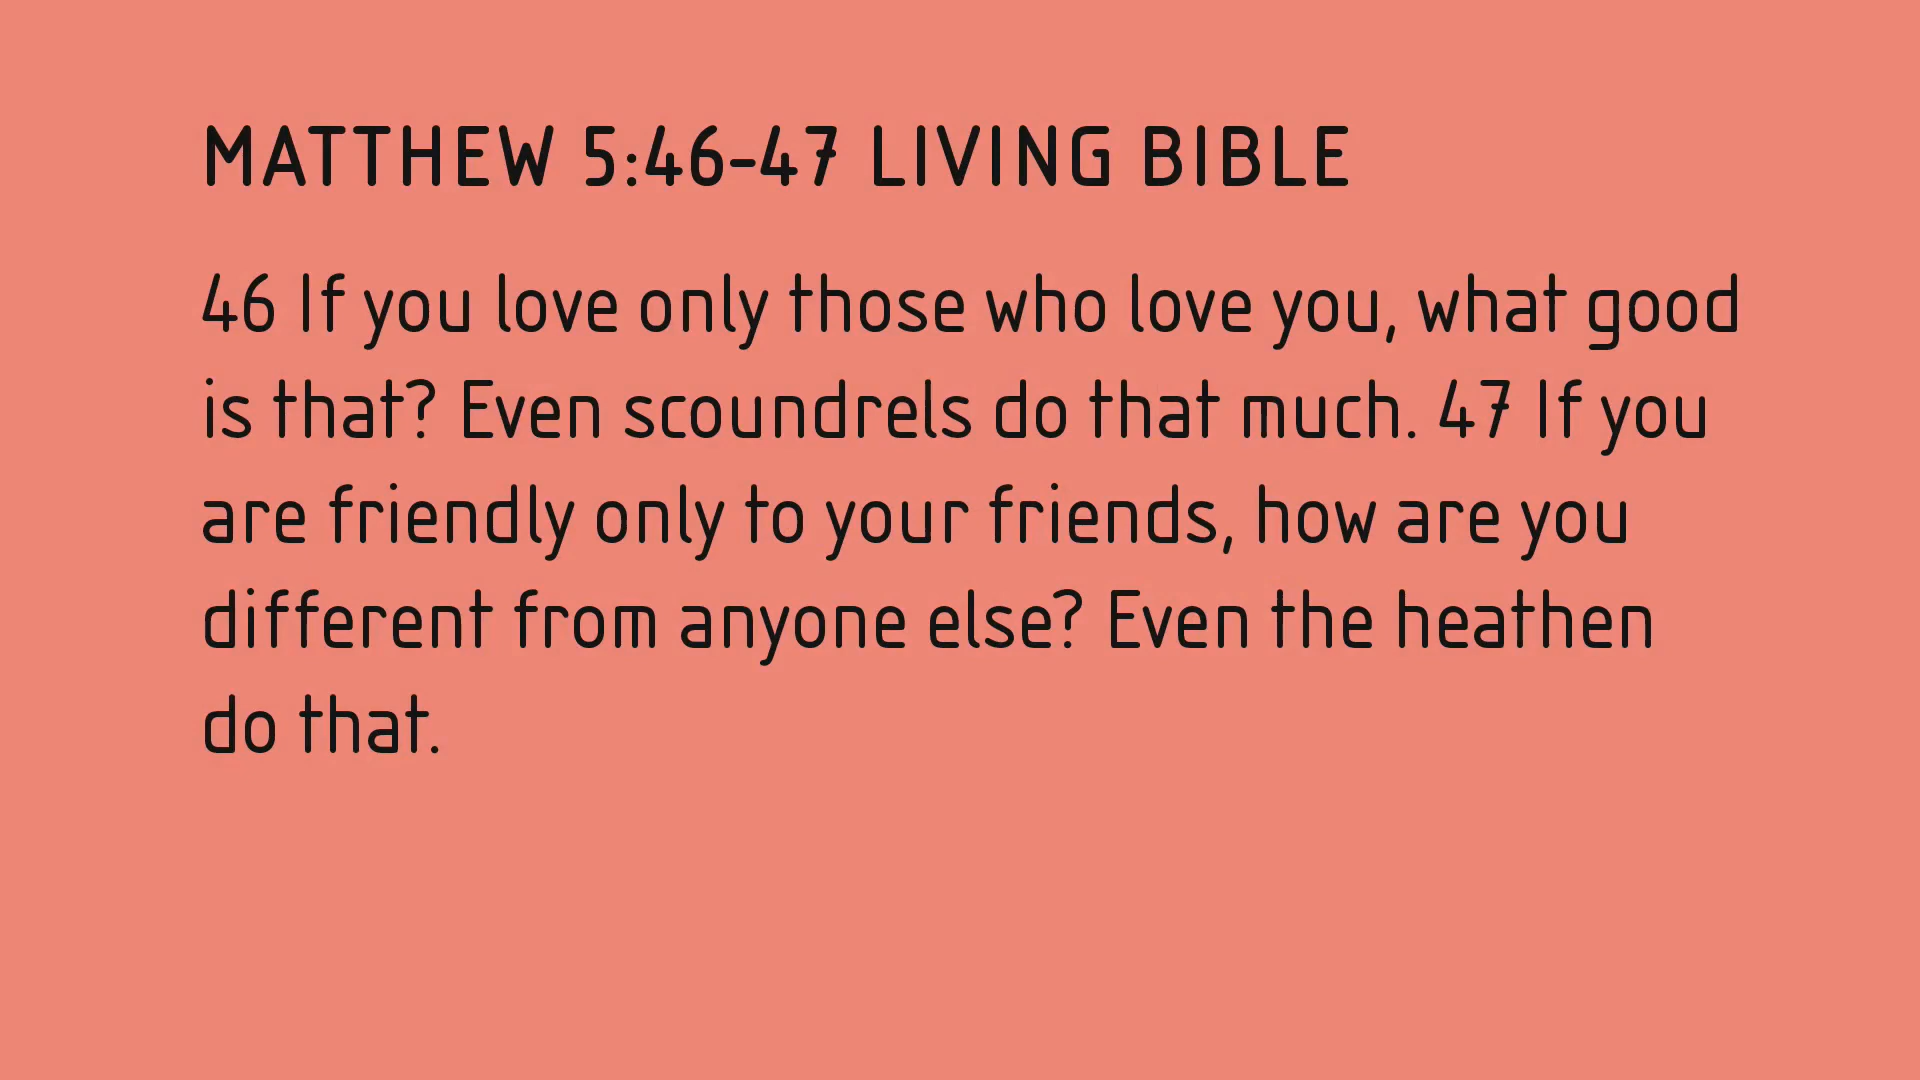 MATTHEW 5:46-47 LIVING BIBLE
46 If you love only those who love you, what good
is that? Even scoundrels do that much. 47 If you
are friendly only to your friends, how are you
different from anyone else? Even the heathen
do that.